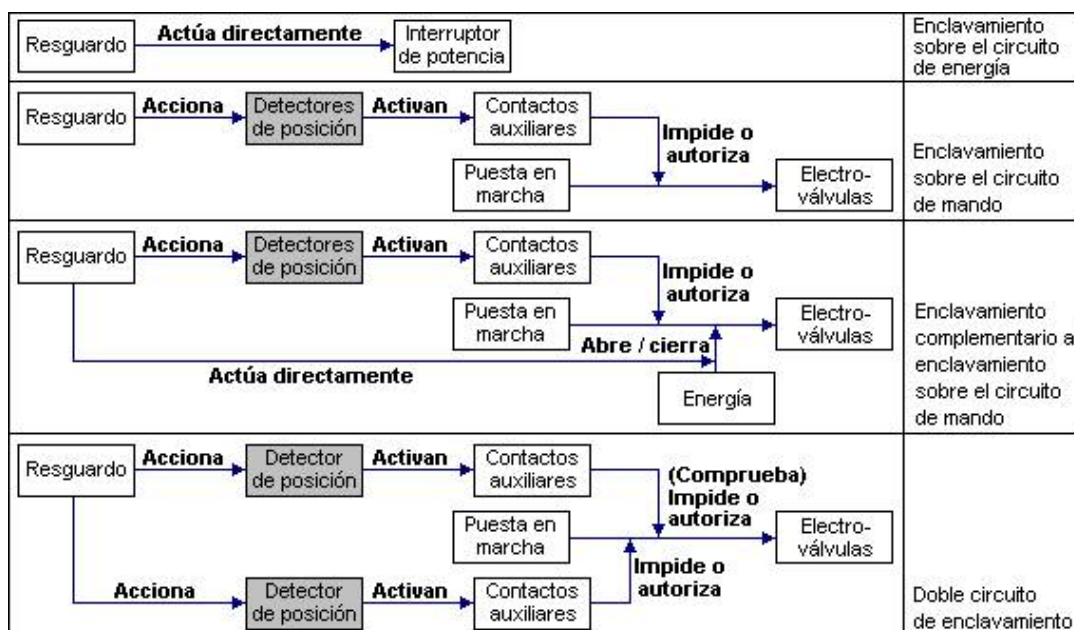 Resguardo
Actúa directamente
Interruptor
de potencia
Enclavamiento
sobre el circuito
de energía
Resguardo
Acciona
Detectores
de posición
Activan
Contactos
auxiliares
Impide o
autoriza
Puesta en
marcha
Electro-
válvulas
Enclavamiento
sobre el circuito
de mando
Resguardo
Acciona
Detectores
de posición
Activan
Contactos
auxiliares
Impide o
autoriza
Puesta en
marcha
Electro-
válvulas
Abre / cierra
Actúa directamente
Energía
Enclavamiento
complementario a
enclavamiento
sobre el circuito
de mando
Resguardo
Acciona
Detector
de posición
Activan
Contactos
auxiliares
(Comprueba)
Impide o
autoriza
Puesta en
marcha
Electro-
válvulas
Impide o
autoriza
Acciona
Detector
de posición
Activan
Contactos
auxiliares
Doble circuito
de enclavamiento